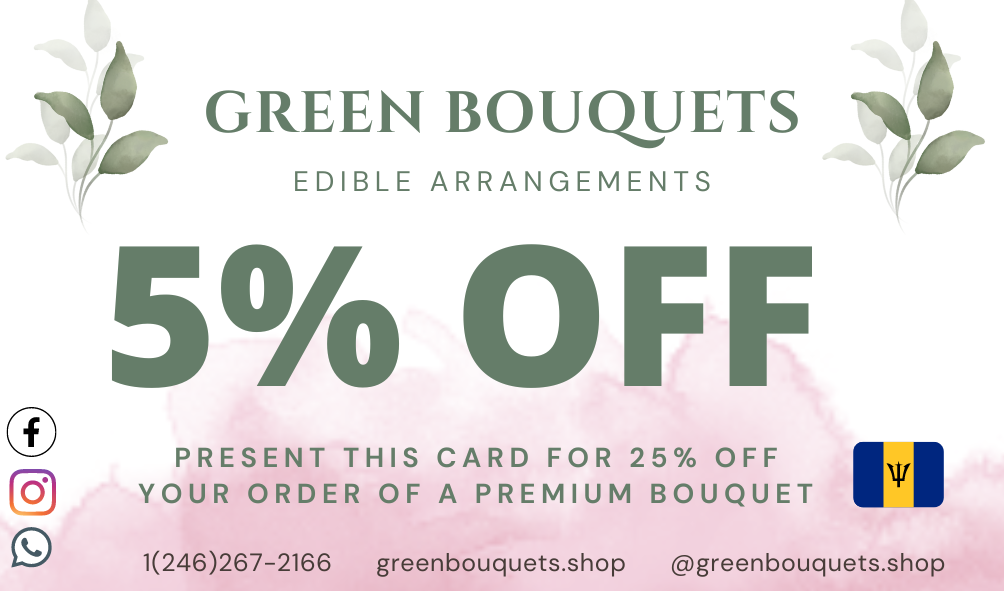 GREEN BOUQUETS
EDIBLE ARRANGEMENTS
5% OFF
PRESENT THIS CARD FOR 25% OFF
YOUR ORDER OF A PREMIUM BOUQUET
1(246)267-2166 greenbouquets.shop @greenbouquets.shop